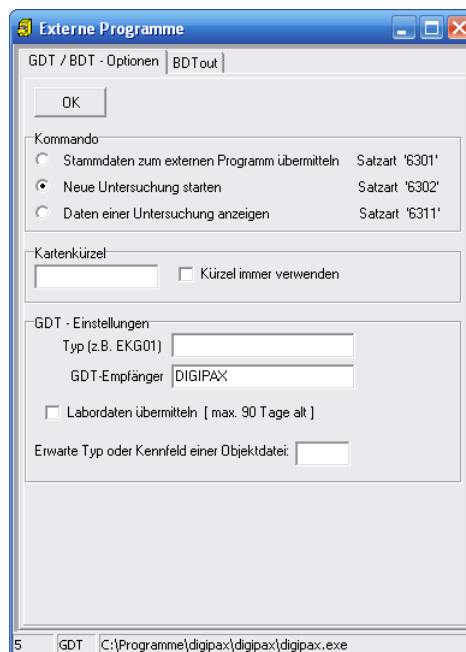 Externe Programme
GDT / BDT - Optionen BDTout
OK
Kommando
Stammdaten zum externen Programm übermitteln Satzart '6301'
Neue Untersuchung starten Satzart '6302'
Daten einer Untersuchung anzeigen Satzart '6311'
Kartenkürzel
Kürzel immer verwenden
GDT - Einstellungen
Typ (z.B. EKG01)
GDT-Empfänger DIGIPAX
Labordaten übermitteln [ max. 90 Tage alt ]
Erwarte Typ oder Kennfeld einer Objektdatei:
5 GDT C:\Programme\digipax\digipax\digipax.exe